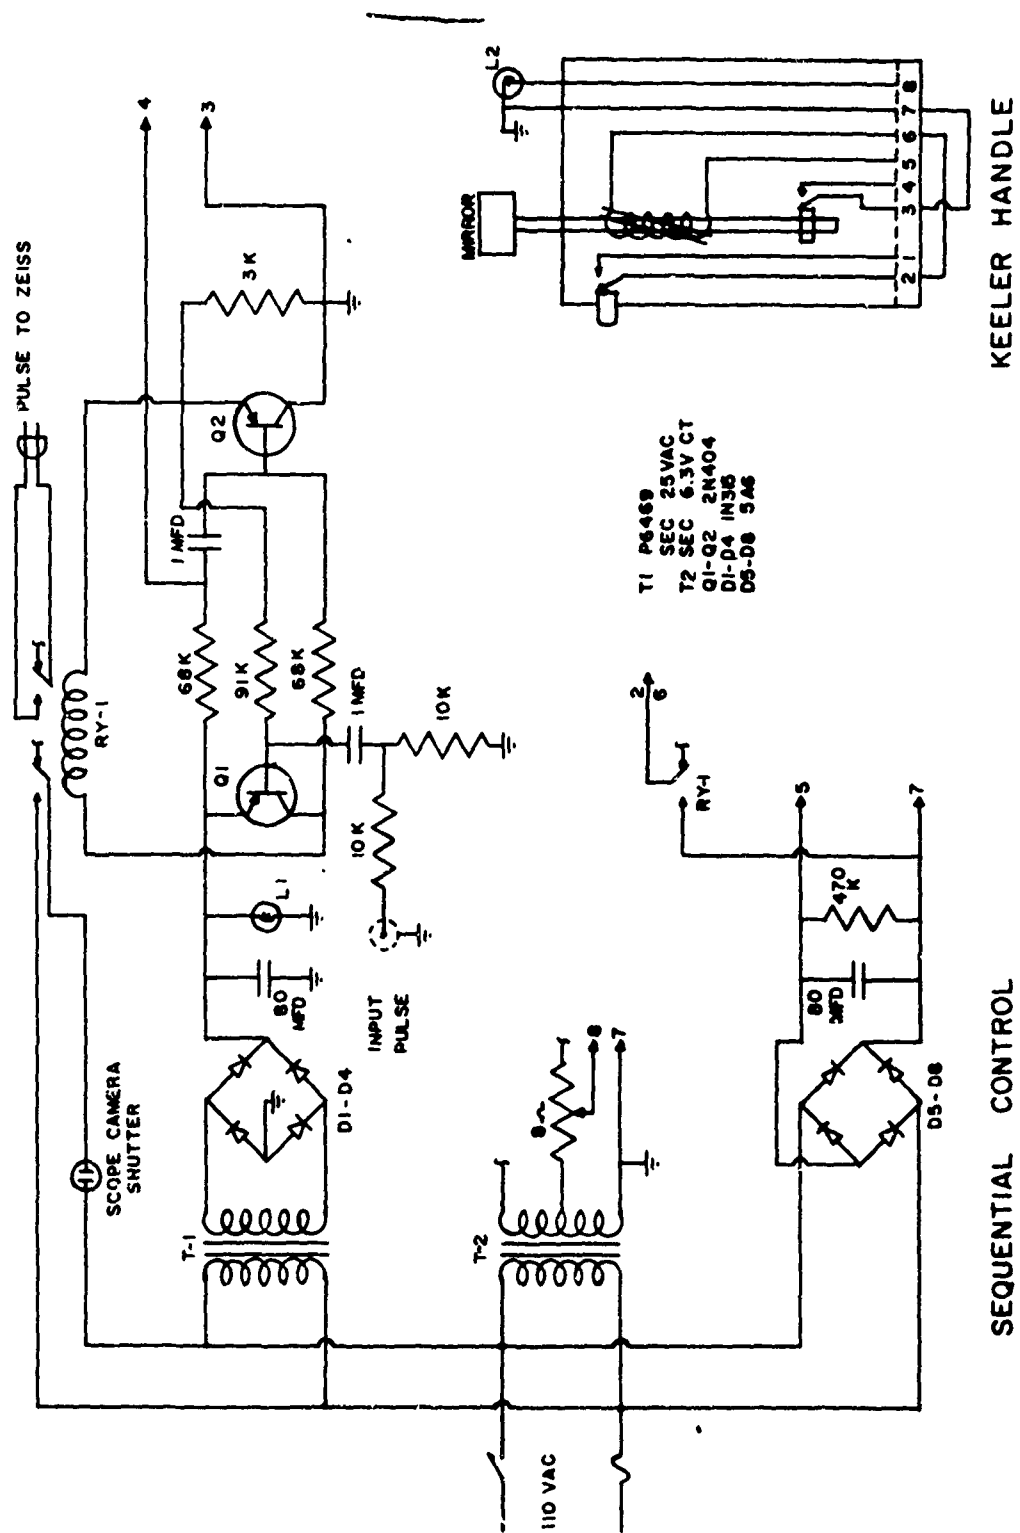 PULSE TO ZEISS
4
3
3K
Q2
1 MFD
RY-1
68K
91K
68K
Q1
1 MFD
10K
10K
L1
80
MFD
INPUT
PULSE
SCOPE CAMERA
SHUTTER
D1-D4
T-1
T-2
8Ω
8
7
110 VAC
2
6
RY-1
5
7
470
K
80
MFD
D5-D8
T1 P6469
SEC 25VAC
T2 SEC 6.3V CT
Q1-Q2 2N404
D1-D4
D5-D8 5A6
SEQUENTIAL CONTROL
L2
MIRROR
2 1 3 4 5 6 7 8
KEELER HANDLE